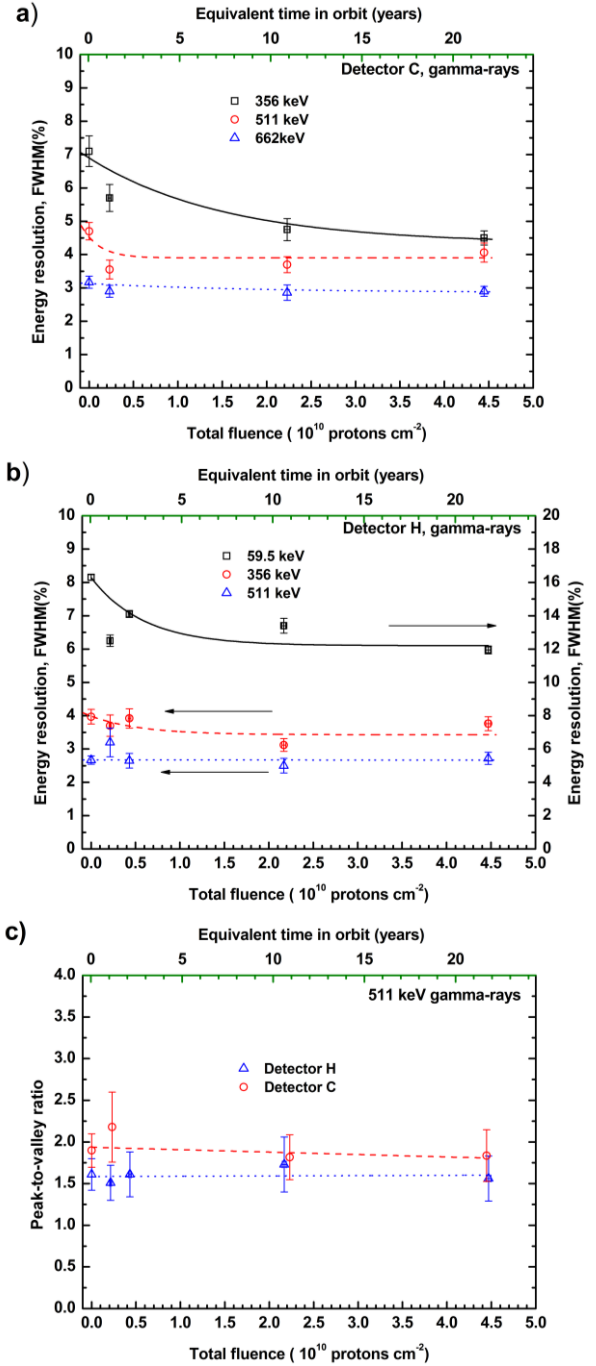 a)
Equivalent time in orbit (years)
0 5 10 15 20
Detector C, gamma-rays
356 keV
511 keV
662keV
Energy resolution, FWHM(%)
10
9
8
7
6
5
4
3
2
1
0
0.0 0.5 1.0 1.5 2.0 2.5 3.0 3.5 4.0 4.5 5.0
Total fluence ( 10¹⁰ protons cm⁻²)
b)
Equivalent time in orbit (years)
0 5 10 15 20
Detector H, gamma-rays
59.5 keV
356 keV
511 keV
Energy resolution, FWHM(%)
10
9
8
7
6
5
4
3
2
1
0
20
18
16
14
12
10
8
6
4
2
0
Energy resolution, FWHM(%)
0.0 0.5 1.0 1.5 2.0 2.5 3.0 3.5 4.0 4.5 5.0
Total fluence ( 10¹⁰ protons cm⁻²)
c)
Equivalent time in orbit (years)
0 5 10 15 20
511 keV gamma-rays
Detector H
Detector C
Peak-to-valley ratio
4.0
3.5
3.0
2.5
2.0
1.5
1.0
0.5
0.0
0.0 0.5 1.0 1.5 2.0 2.5 3.0 3.5 4.0 4.5 5.0
Total fluence ( 10¹⁰ protons cm⁻²)